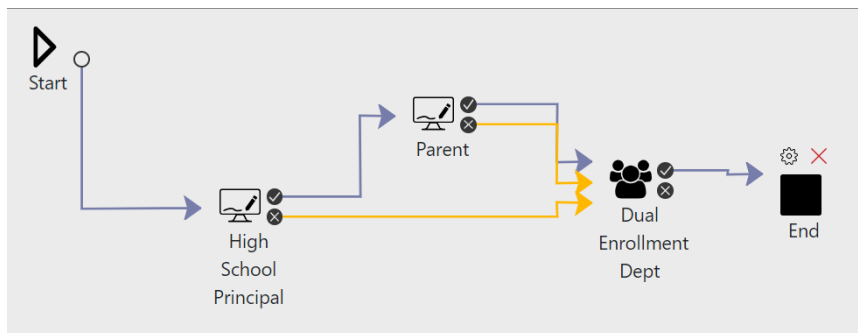 Start
Parent
High
School
Principal
Dual
Enrollment
Dept
End